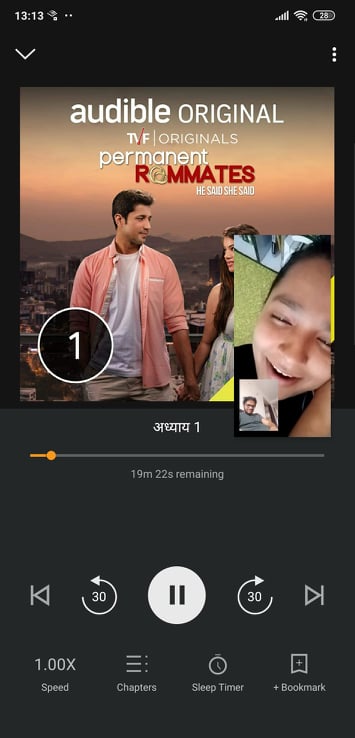 13:13
28
audible ORIGINAL
TVF | ORIGINALS
permanent
ROOMMATES
HE SAID SHE SAID
1
अध्याय 1
19m 22s remaining
30
30
1.00X
Speed
Chapters
Sleep Timer
+ Bookmark